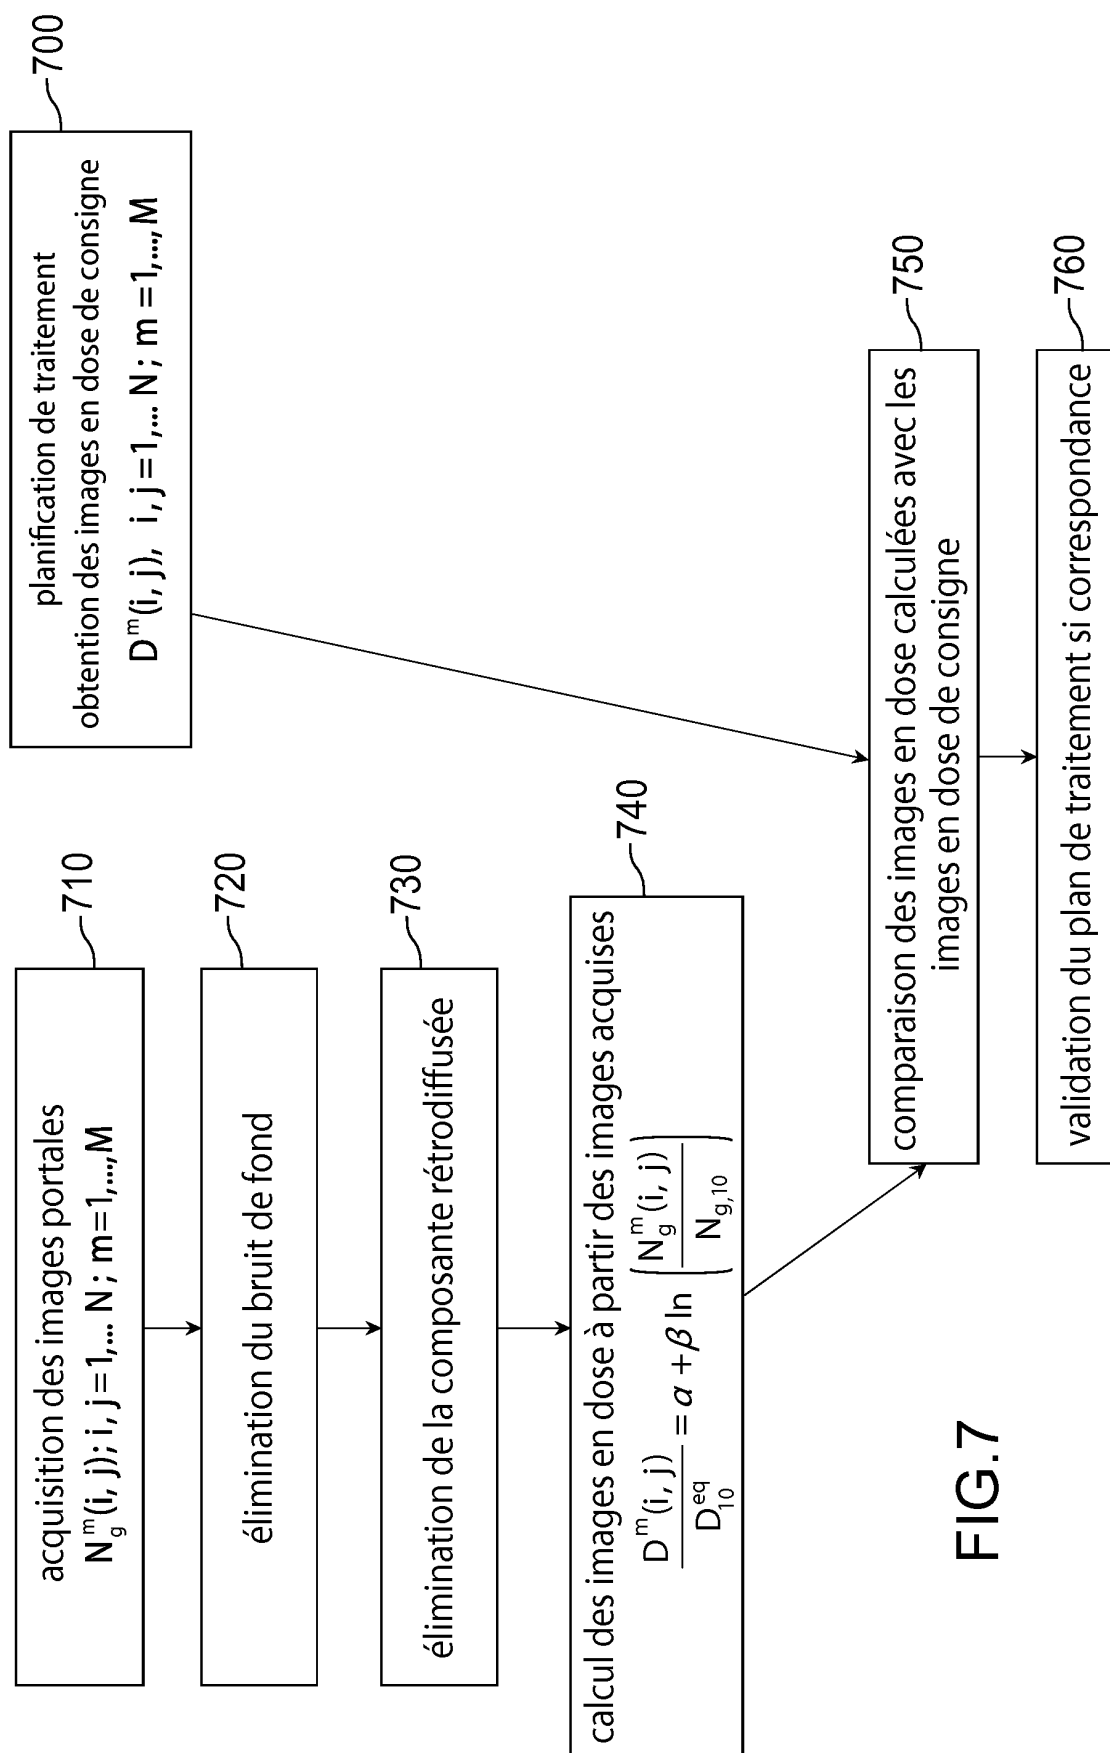 planification de traitement
obtention des images en dose de consigne
D^m(i, j), i, j=1,... N; m =1,...,M
700
acquisition des images portales
N_g^m(i, j); i, j=1,... N; m=1,...,M
710
élimination du bruit de fond
720
élimination de la composante rétrodiffusée
730
calcul des images en dose à partir des images acquises
D^m(i, j) / D_10^eq = α + β ln (N_g^m(i, j) / N_g,10)
740
comparaison des images en dose calculées avec les
images en dose de consigne
750
validation du plan de traitement si correspondance
760
FIG.7